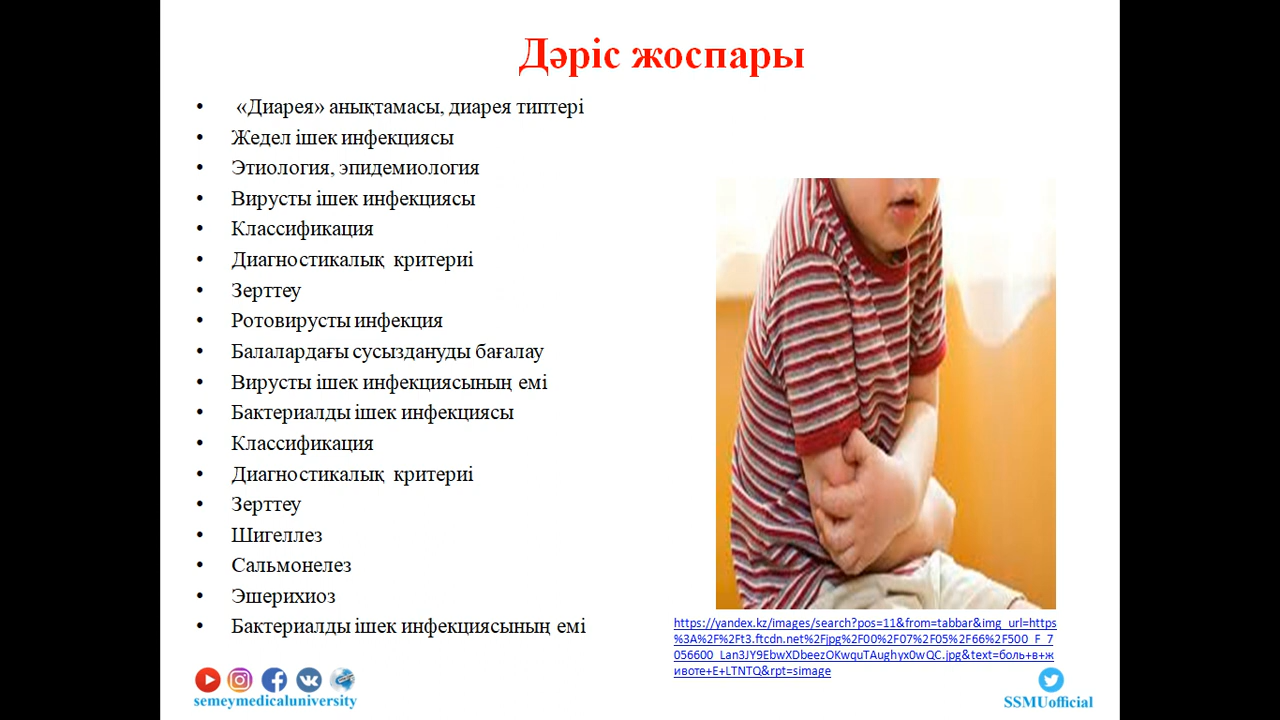 Дәріс жоспары
• «Диарея» анықтамасы, диарея типтері
• Жедел ішек инфекциясы
• Этиология, эпидемиология
• Вирусты ішек инфекциясы
• Классификация
• Диагностикалық критериі
• Зерттеу
• Ротовирусты инфекция
• Балалардағы сусыздануды бағалау
• Вирусты ішек инфекциясының емі
• Бактериалды ішек инфекциясы
• Классификация
• Диагностикалық критериі
• Зерттеу
• Шигеллез
• Сальмонелез
• Эшерихиоз
• Бактериалды ішек инфекциясының емі
https://yandex.kz/images/search?pos=11&from=tabbar&img_url=https
%3A%2F%2Ft3.ftcdn.net%2Fjpg%2F00%2F07%2F05%2F66%2F500_F_7
056600_Lan3JY9EbwXDbeezOKwquTAughyx0wQC.jpg&text=боль+в+ж
ивоте+E+LTNTQ&rpt=simage
semeymedicaluniversity
SSMUofficial